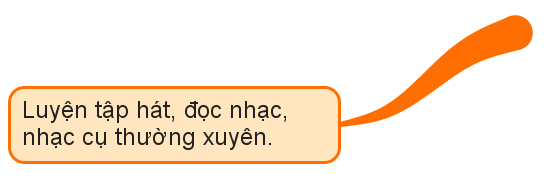 Luyện tập hát, đọc nhạc,
nhạc cụ thường xuyên.